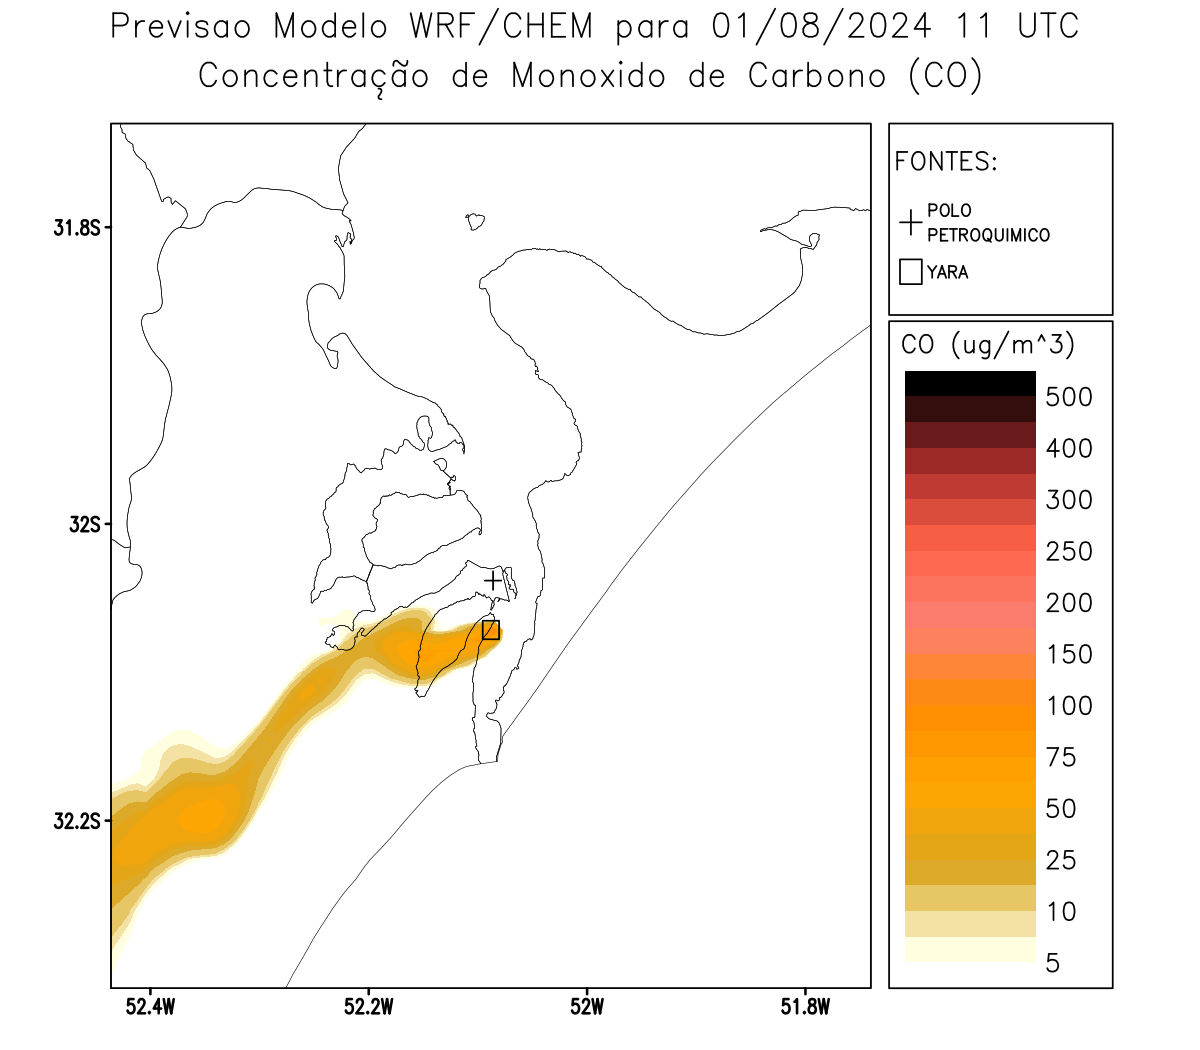 Previsao Modelo WRF/CHEM para 01/08/2024 11 UTC
Concentração de Monoxido de Carbono (CO)
31.8S
32S
32.2S
52.4W
52.2W
52W
51.8W
FONTES:
POLO
PETROQUIMICO
YARA
CO (ug/m^3)
500
400
300
250
200
150
100
75
50
25
10
5